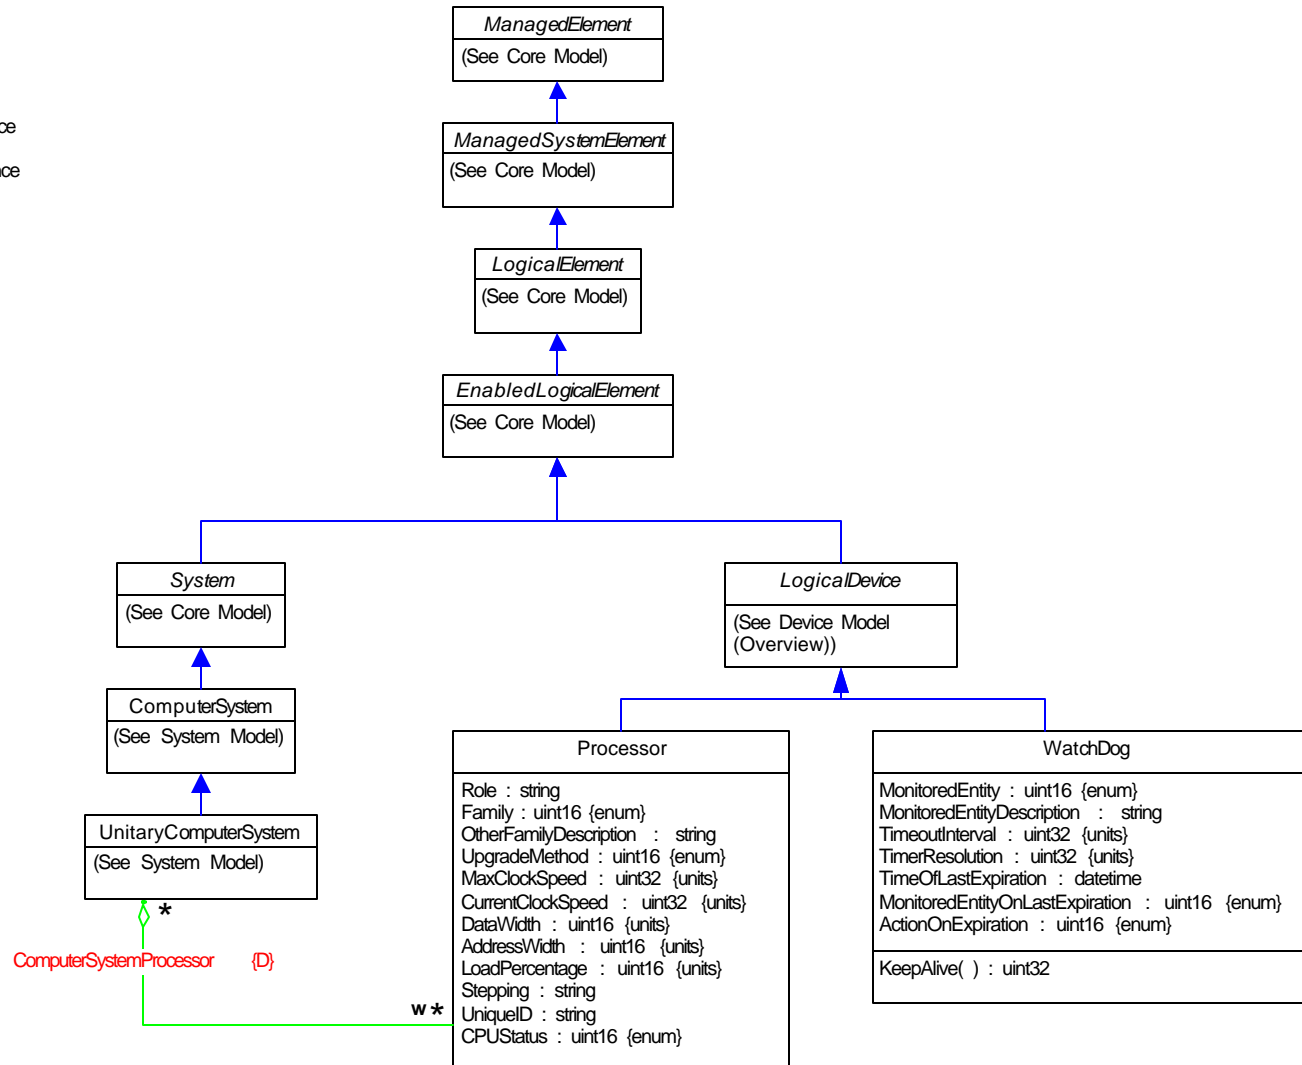 ManagedElement
(See Core Model)
ce
ManagedSystemElement
(See Core Model)
ce
LogicalElement
(See Core Model)
EnabledLogicalElement
(See Core Model)
System
(See Core Model)
LogicalDevice
(See Device Model
(Overview))
ComputerSystem
(See System Model)
UnitaryComputerSystem
(See System Model)
*
ComputerSystemProcessor {D}
w *
Processor
Role : string
Family : uint16 {enum}
OtherFamilyDescription : string
UpgradeMethod : uint16 {enum}
MaxClockSpeed : uint32 {units}
CurrentClockSpeed : uint32 {units}
DataWidth : uint16 {units}
AddressWidth : uint16 {units}
LoadPercentage : uint16 {units}
Stepping : string
UniqueID : string
CPUStatus : uint16 {enum}
WatchDog
MonitoredEntity : uint16 {enum}
MonitoredEntityDescription : string
TimeoutInterval : uint32 {units}
TimerResolution : uint32 {units}
TimeOfLastExpiration : datetime
MonitoredEntityOnLastExpiration : uint16 {enum}
ActionOnExpiration : uint16 {enum}
KeepAlive( ) : uint32